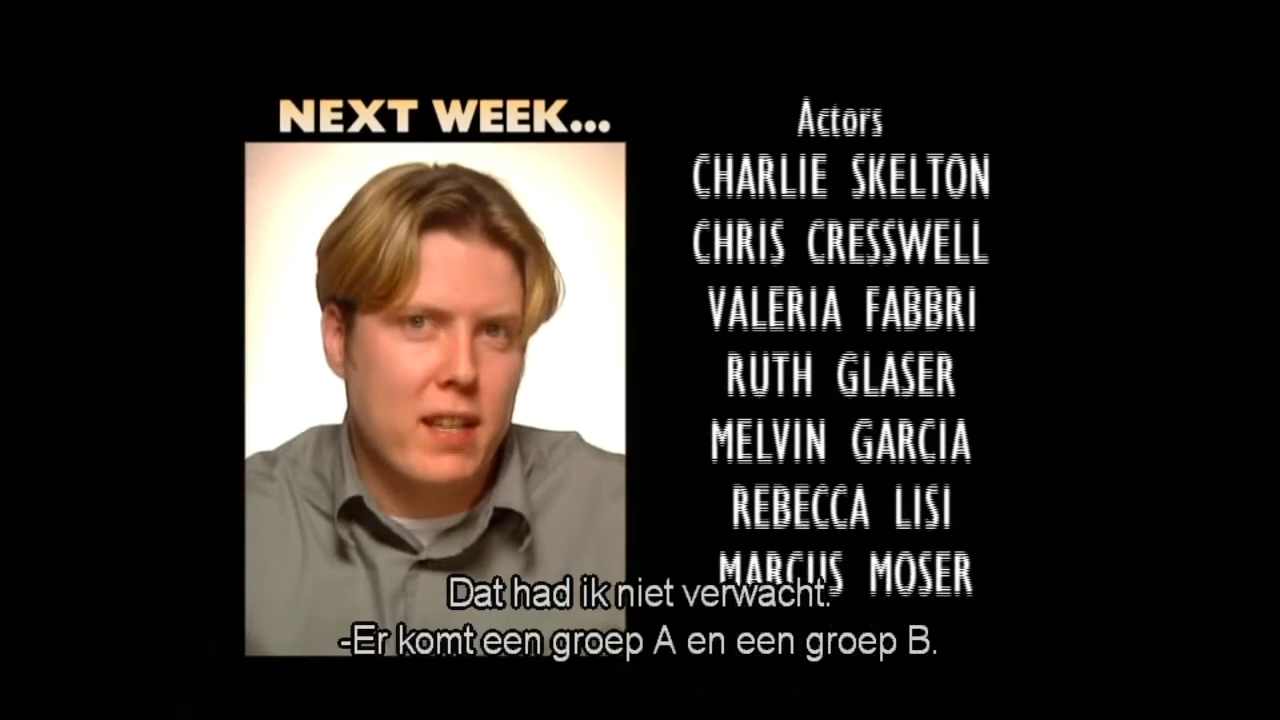 NEXT WEEK...
Actors
CHARLIE SKELTON
CHRIS CRESSWELL
VALERIA FABBRI
RUTH GLASER
MELVIN GARCIA
REBECCA LISI
MARCUS MOSER
Dat had ik niet verwacht.
-Er komt een groep A en een groep B.